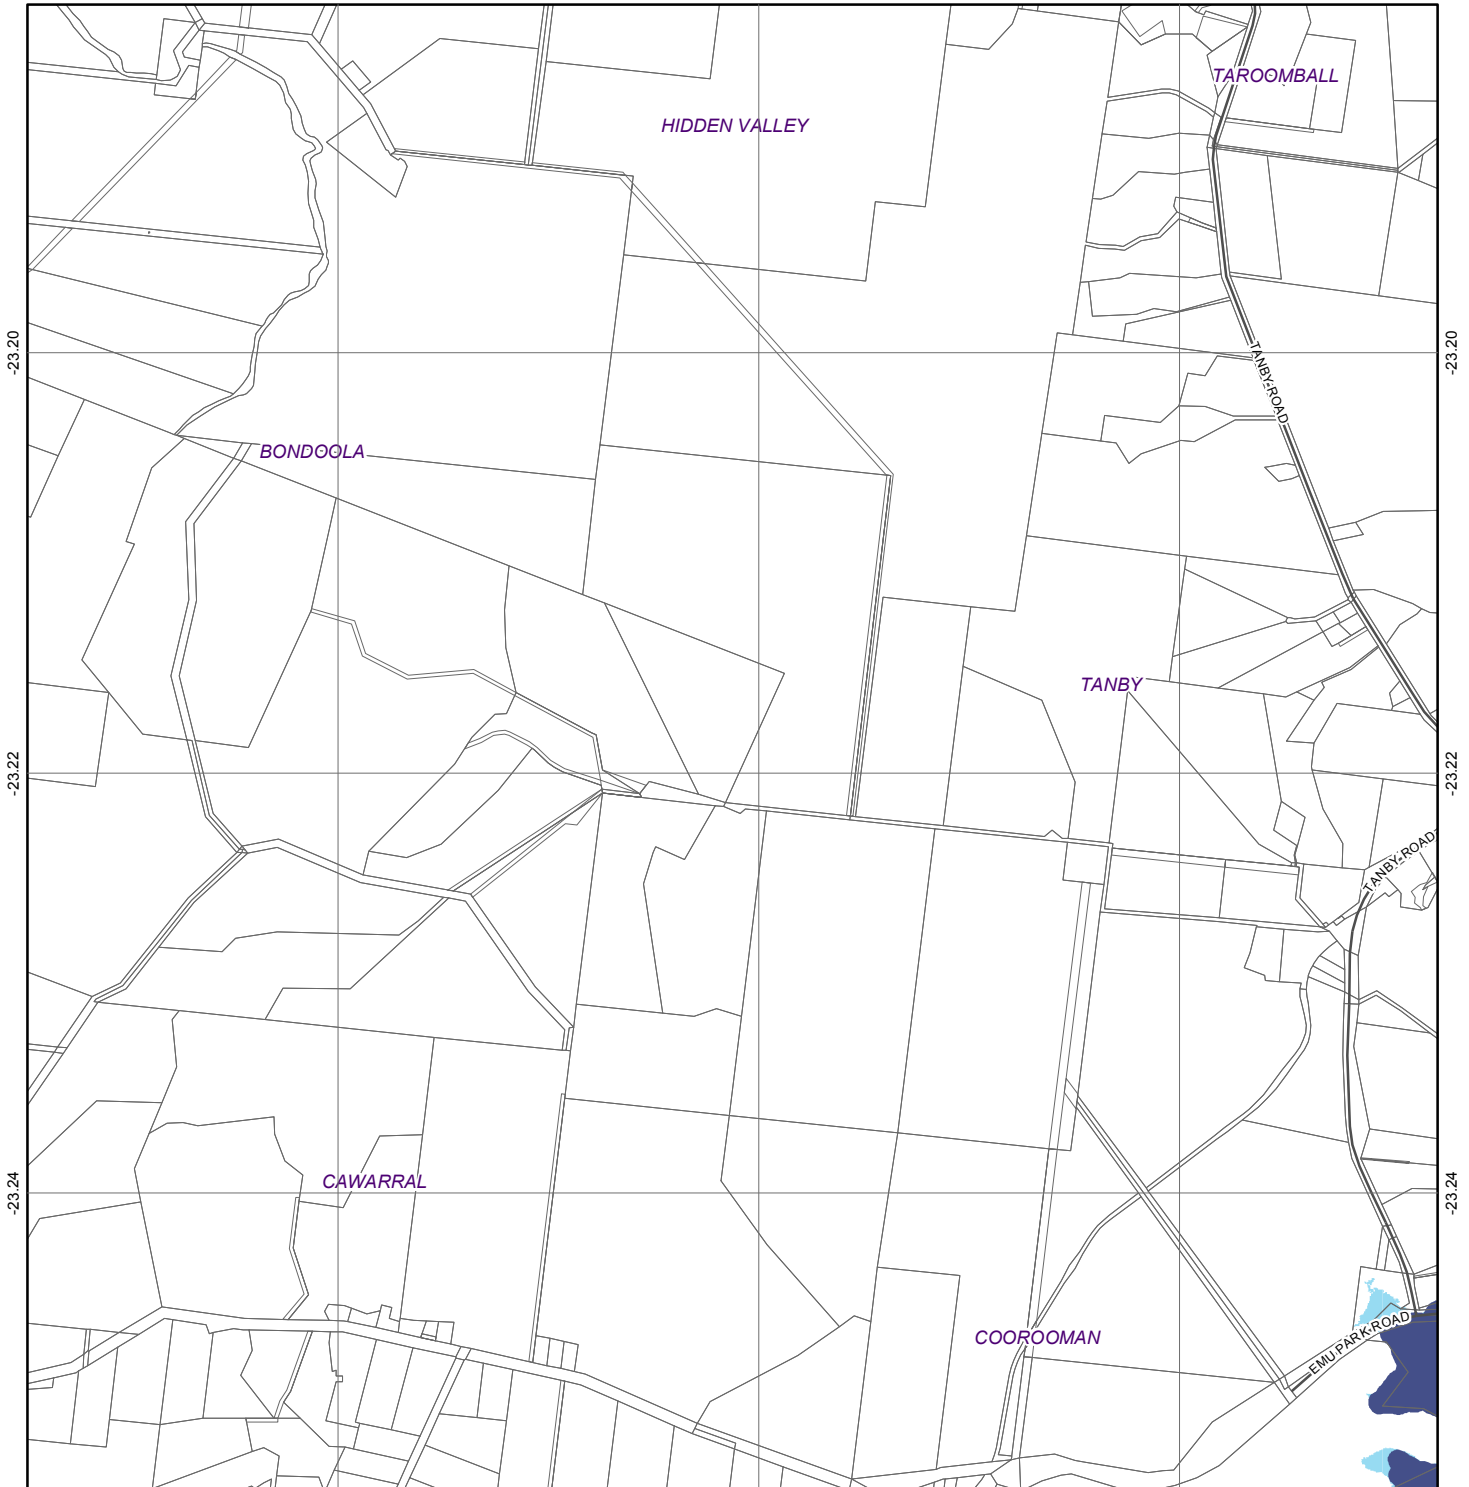 TAROOMBALL
HIDDEN VALLEY
-23.20
-23.20
TANBY ROAD
BONDOOLA
TANBY
-23.22
-23.22
TANBY ROAD
CAWARRAL
-23.24
-23.24
COOROOMAN
EMU PARK ROAD